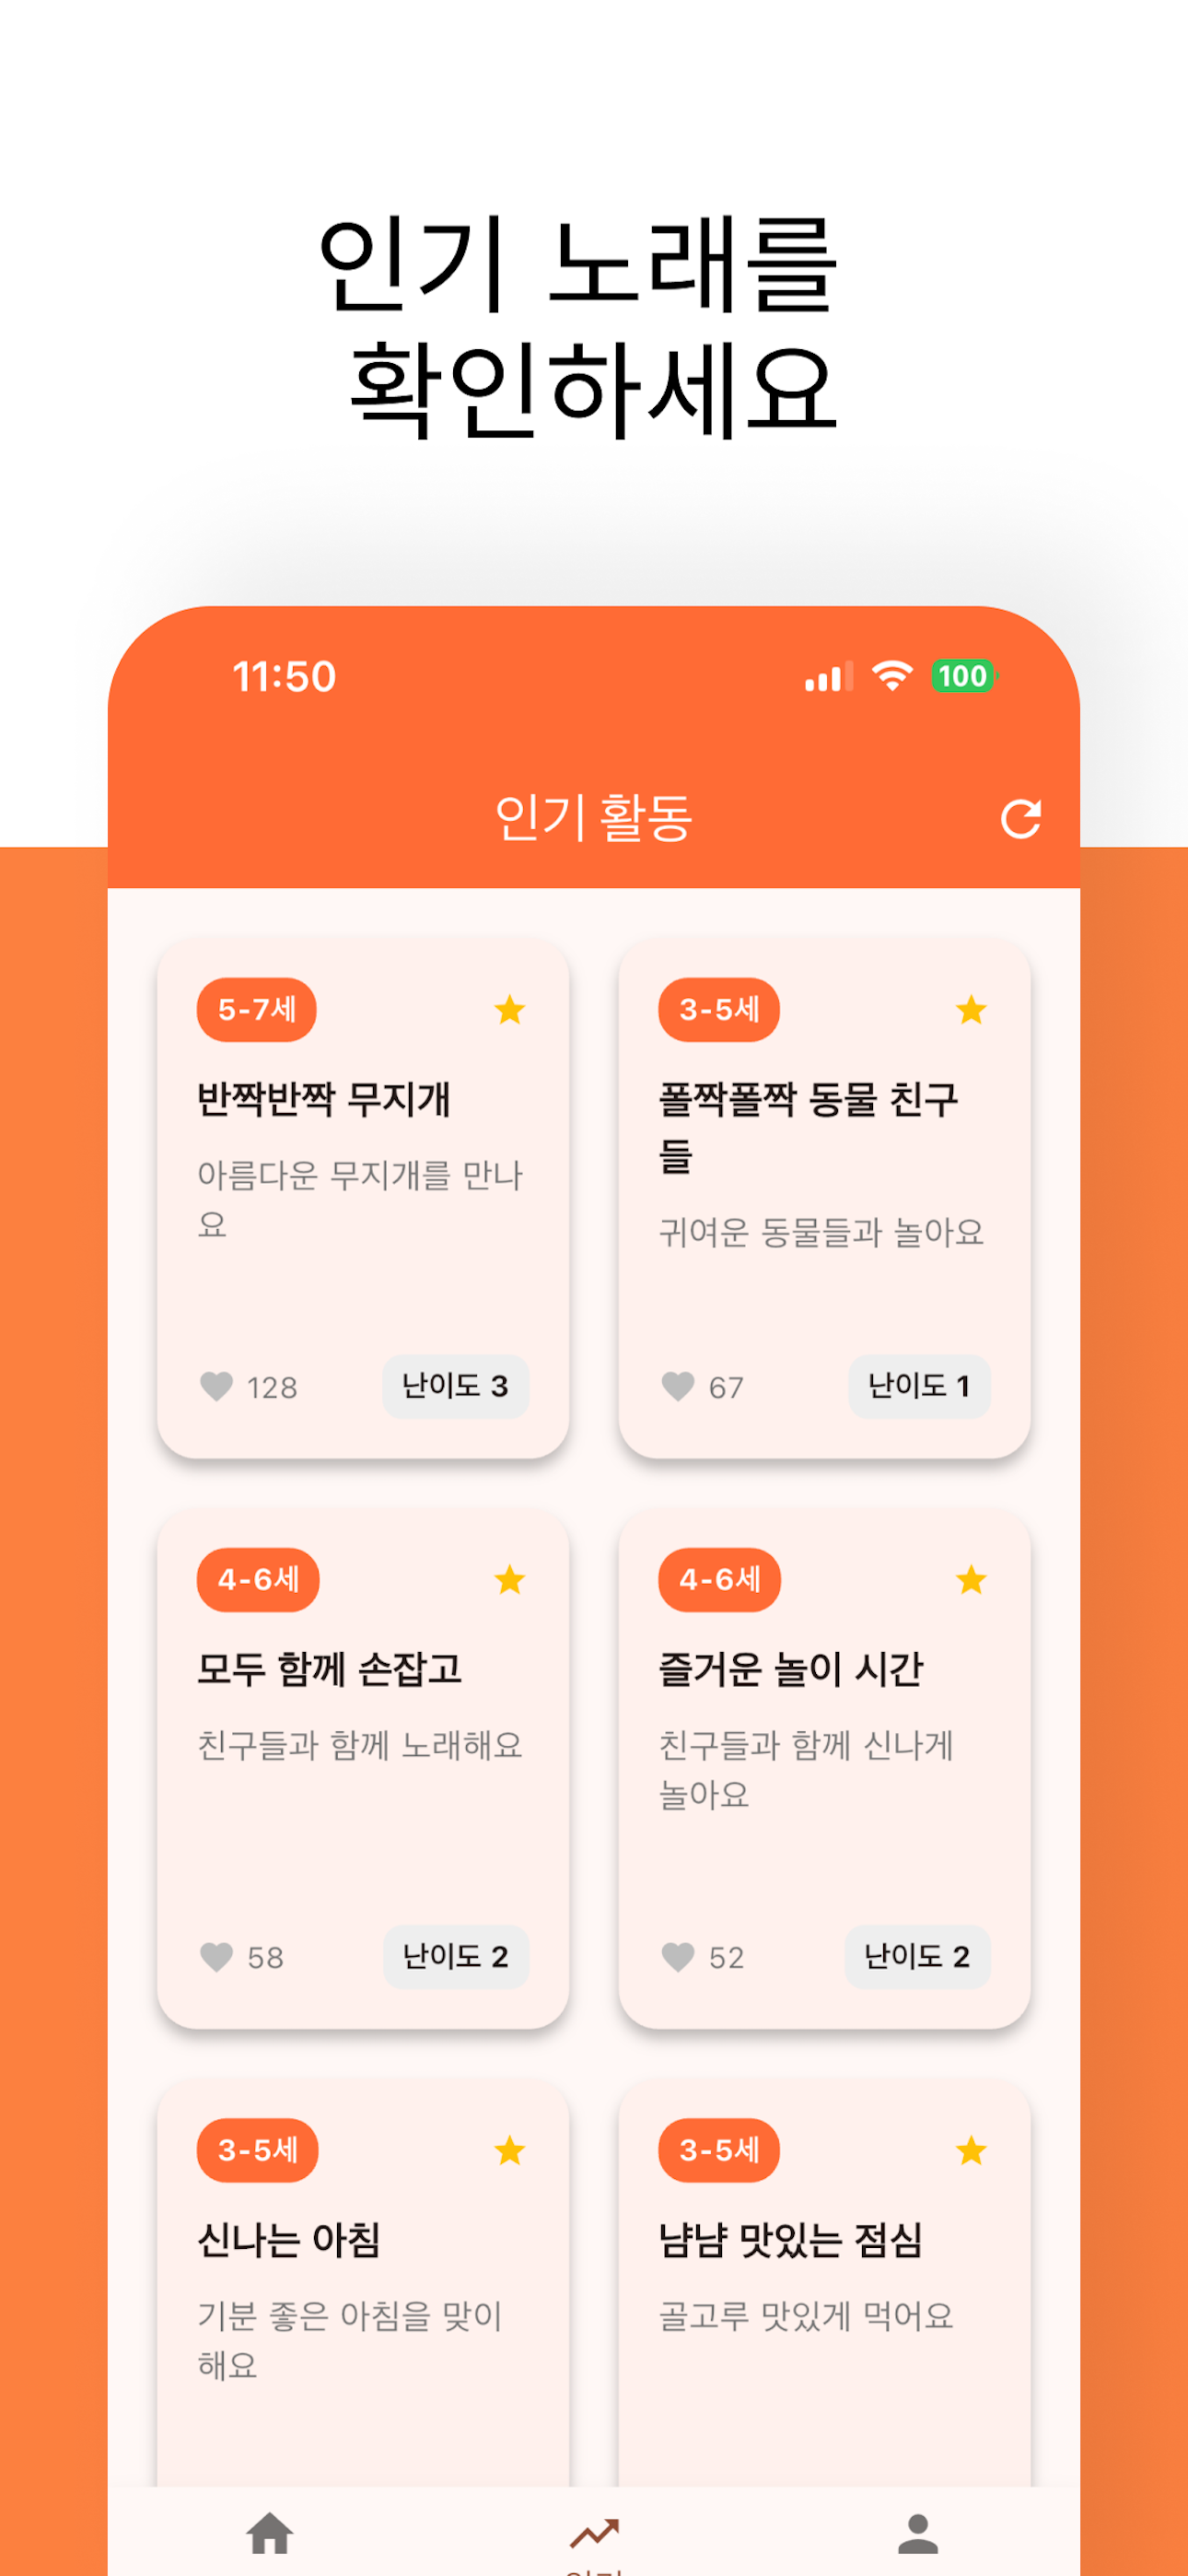 인기 노래를
확인하세요
11:50
100
인기 활동
5-7세
반짝반짝 무지개
아름다운 무지개를 만나
요
128
난이도 3
3-5세
폴짝폴짝 동물 친구
들
귀여운 동물들과 놀아요
67
난이도 1
4-6세
모두 함께 손잡고
친구들과 함께 노래해요
58
난이도 2
4-6세
즐거운 놀이 시간
친구들과 함께 신나게
놀아요
52
난이도 2
3-5세
신나는 아침
기분 좋은 아침을 맞이
해요
3-5세
냠냠 맛있는 점심
골고루 맛있게 먹어요